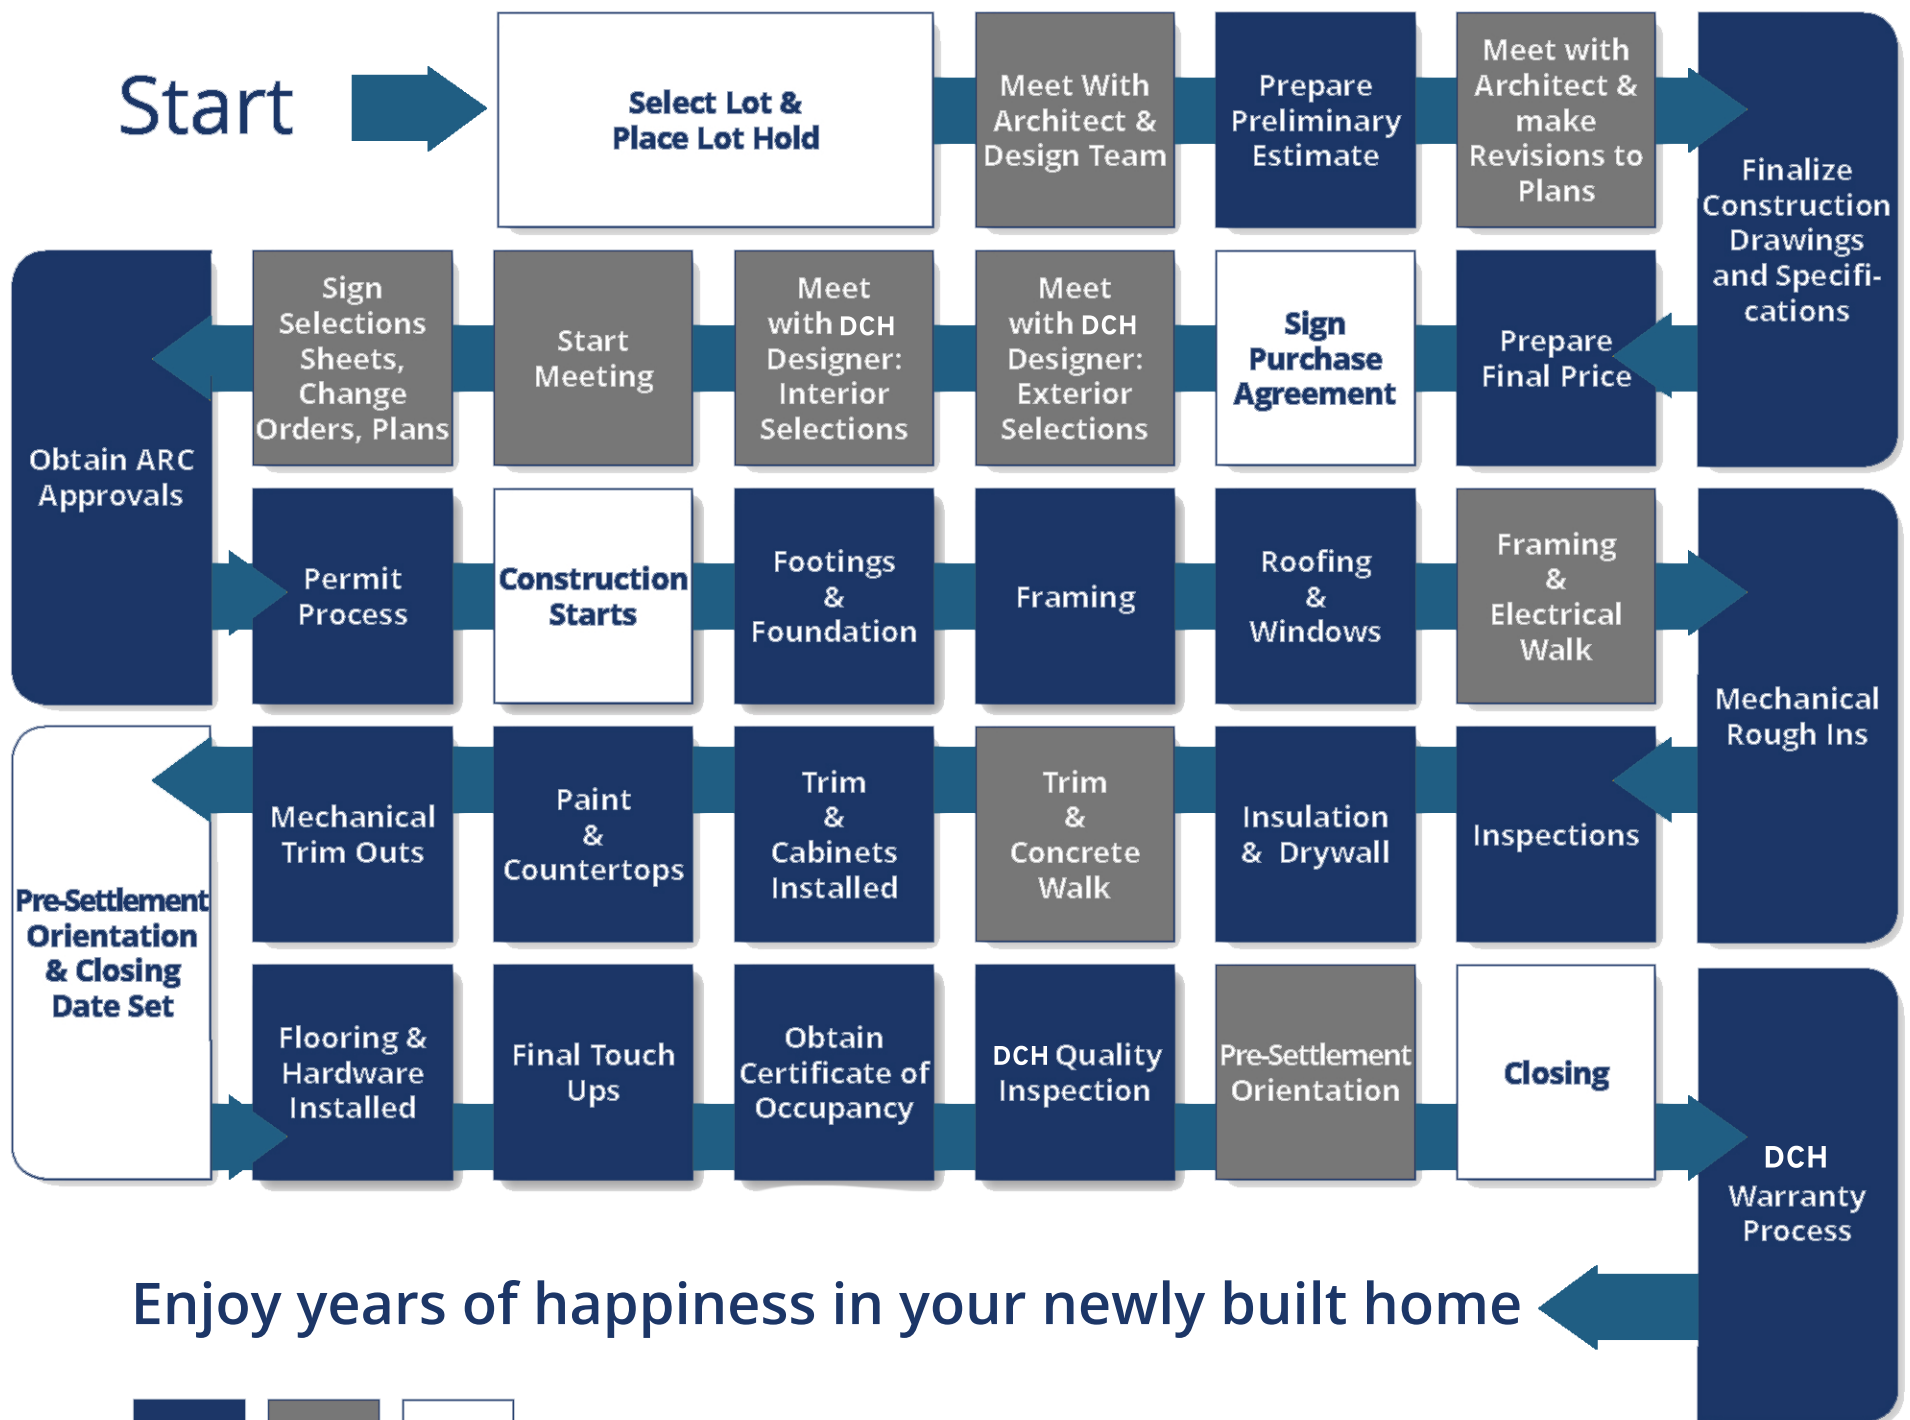 Start
Select Lot &
Place Lot Hold
Meet With
Architect &
Design Team
Prepare
Preliminary
Estimate
Meet with
Architect &
make
Revisions to
Plans
Finalize
Construction
Drawings
and Specifi-
cations
Prepare
Final Price
Sign
Purchase
Agreement
Meet
with DCH
Designer:
Exterior
Selections
Meet
with DCH
Designer:
Interior
Selections
Start
Meeting
Sign
Selections
Sheets,
Change
Orders, Plans
Obtain ARC
Approvals
Permit
Process
Construction
Starts
Footings
&
Foundation
Framing
Roofing
&
Windows
Framing
&
Electrical
Walk
Mechanical
Rough Ins
Inspections
Insulation
& Drywall
Trim
&
Concrete
Walk
Trim
&
Cabinets
Installed
Paint
&
Countertops
Mechanical
Trim Outs
Pre-Settlement
Orientation
& Closing
Date Set
Flooring &
Hardware
Installed
Final Touch
Ups
Obtain
Certificate of
Occupancy
DCH Quality
Inspection
Pre-Settlement
Orientation
Closing
DCH
Warranty
Process
Enjoy years of happiness in your newly built home